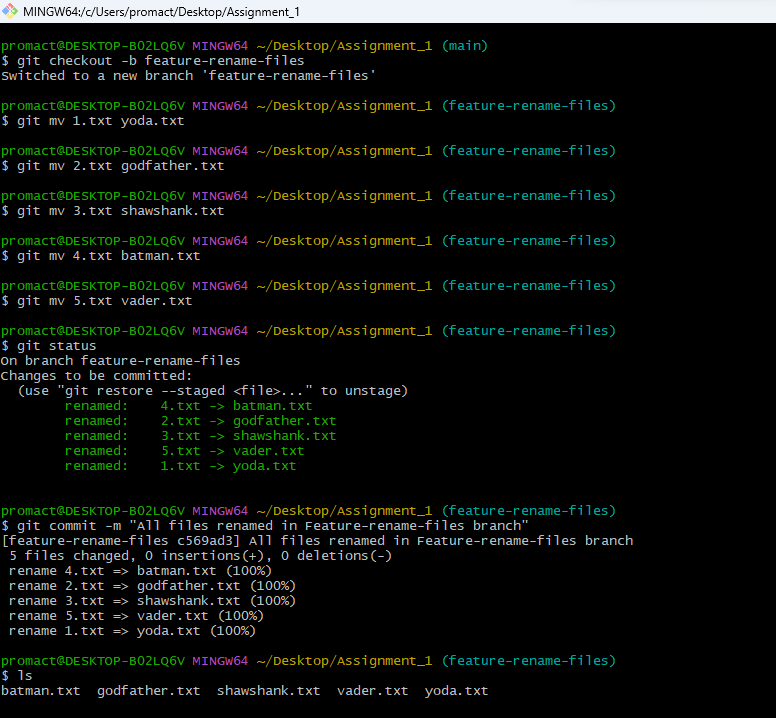 MINGW64:/c/Users/promact/Desktop/Assignment_1
promact@DESKTOP-B02LQ6V MINGW64 ~/Desktop/Assignment_1 (main)
$ git checkout -b feature-rename-files
Switched to a new branch 'feature-rename-files'
promact@DESKTOP-B02LQ6V MINGW64 ~/Desktop/Assignment_1 (feature-rename-files)
$ git mv 1.txt yoda.txt
promact@DESKTOP-B02LQ6V MINGW64 ~/Desktop/Assignment_1 (feature-rename-files)
$ git mv 2.txt godfather.txt
promact@DESKTOP-B02LQ6V MINGW64 ~/Desktop/Assignment_1 (feature-rename-files)
$ git mv 3.txt shawshank.txt
promact@DESKTOP-B02LQ6V MINGW64 ~/Desktop/Assignment_1 (feature-rename-files)
$ git mv 4.txt batman.txt
promact@DESKTOP-B02LQ6V MINGW64 ~/Desktop/Assignment_1 (feature-rename-files)
$ git mv 5.txt vader.txt
promact@DESKTOP-B02LQ6V MINGW64 ~/Desktop/Assignment_1 (feature-rename-files)
$ git status
On branch feature-rename-files
Changes to be committed:
  (use "git restore --staged <file>..." to unstage)
        renamed:    4.txt -> batman.txt
        renamed:    2.txt -> godfather.txt
        renamed:    3.txt -> shawshank.txt
        renamed:    5.txt -> vader.txt
        renamed:    1.txt -> yoda.txt
promact@DESKTOP-B02LQ6V MINGW64 ~/Desktop/Assignment_1 (feature-rename-files)
$ git commit -m "All files renamed in Feature-rename-files branch"
[feature-rename-files c569ad3] All files renamed in Feature-rename-files branch
 5 files changed, 0 insertions(+), 0 deletions(-)
 rename 4.txt => batman.txt (100%)
 rename 2.txt => godfather.txt (100%)
 rename 3.txt => shawshank.txt (100%)
 rename 5.txt => vader.txt (100%)
 rename 1.txt => yoda.txt (100%)
promact@DESKTOP-B02LQ6V MINGW64 ~/Desktop/Assignment_1 (feature-rename-files)
$ ls
batman.txt  godfather.txt  shawshank.txt  vader.txt  yoda.txt